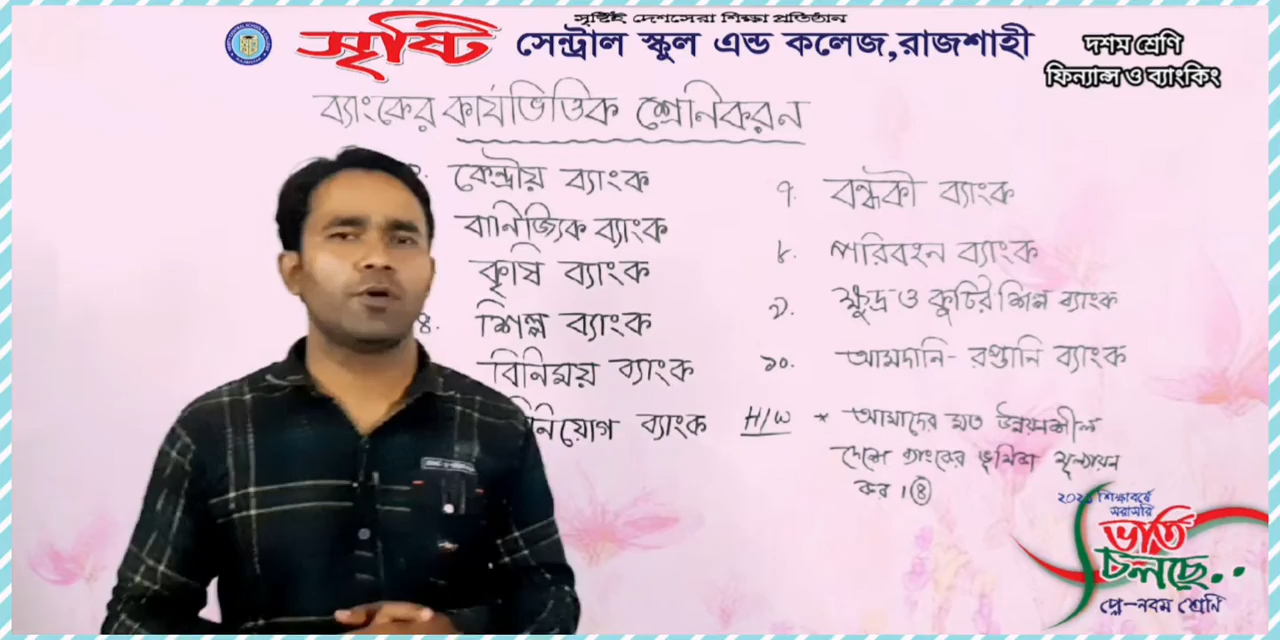 সৃষ্টিই দেশসেরা শিক্ষা প্রতিষ্ঠান
সৃষ্টি সেন্ট্রাল স্কুল এন্ড কলেজ,রাজশাহী
দশম শ্রেণি
ফিন্যান্স ও ব্যাংকিং
ব্যাংকের কার্যভিত্তিক শ্রেণিকরন
কেন্দ্রীয় ব্যাংক
বানিজ্যিক ব্যাংক
কৃষি ব্যাংক
৪. শিল্প ব্যাংক
বিনিময় ব্যাংক
নিয়োগ ব্যাংক
৭. বন্ধকী ব্যাংক
৮. পরিবহন ব্যাংক
৯. ক্ষুদ্র ও কুটির শিল্প ব্যাংক
১০. আমদানি - রপ্তানি ব্যাংক
H/W * আমাদের মত উন্নয়নশীল
দেশে ব্যাংকের ভূমিকা মূল্যায়ন
কর । ৪
শিক্ষাবর্ষে
সরাসরি
ভর্তি
চলছে..
প্লে-নবম শ্রেণি